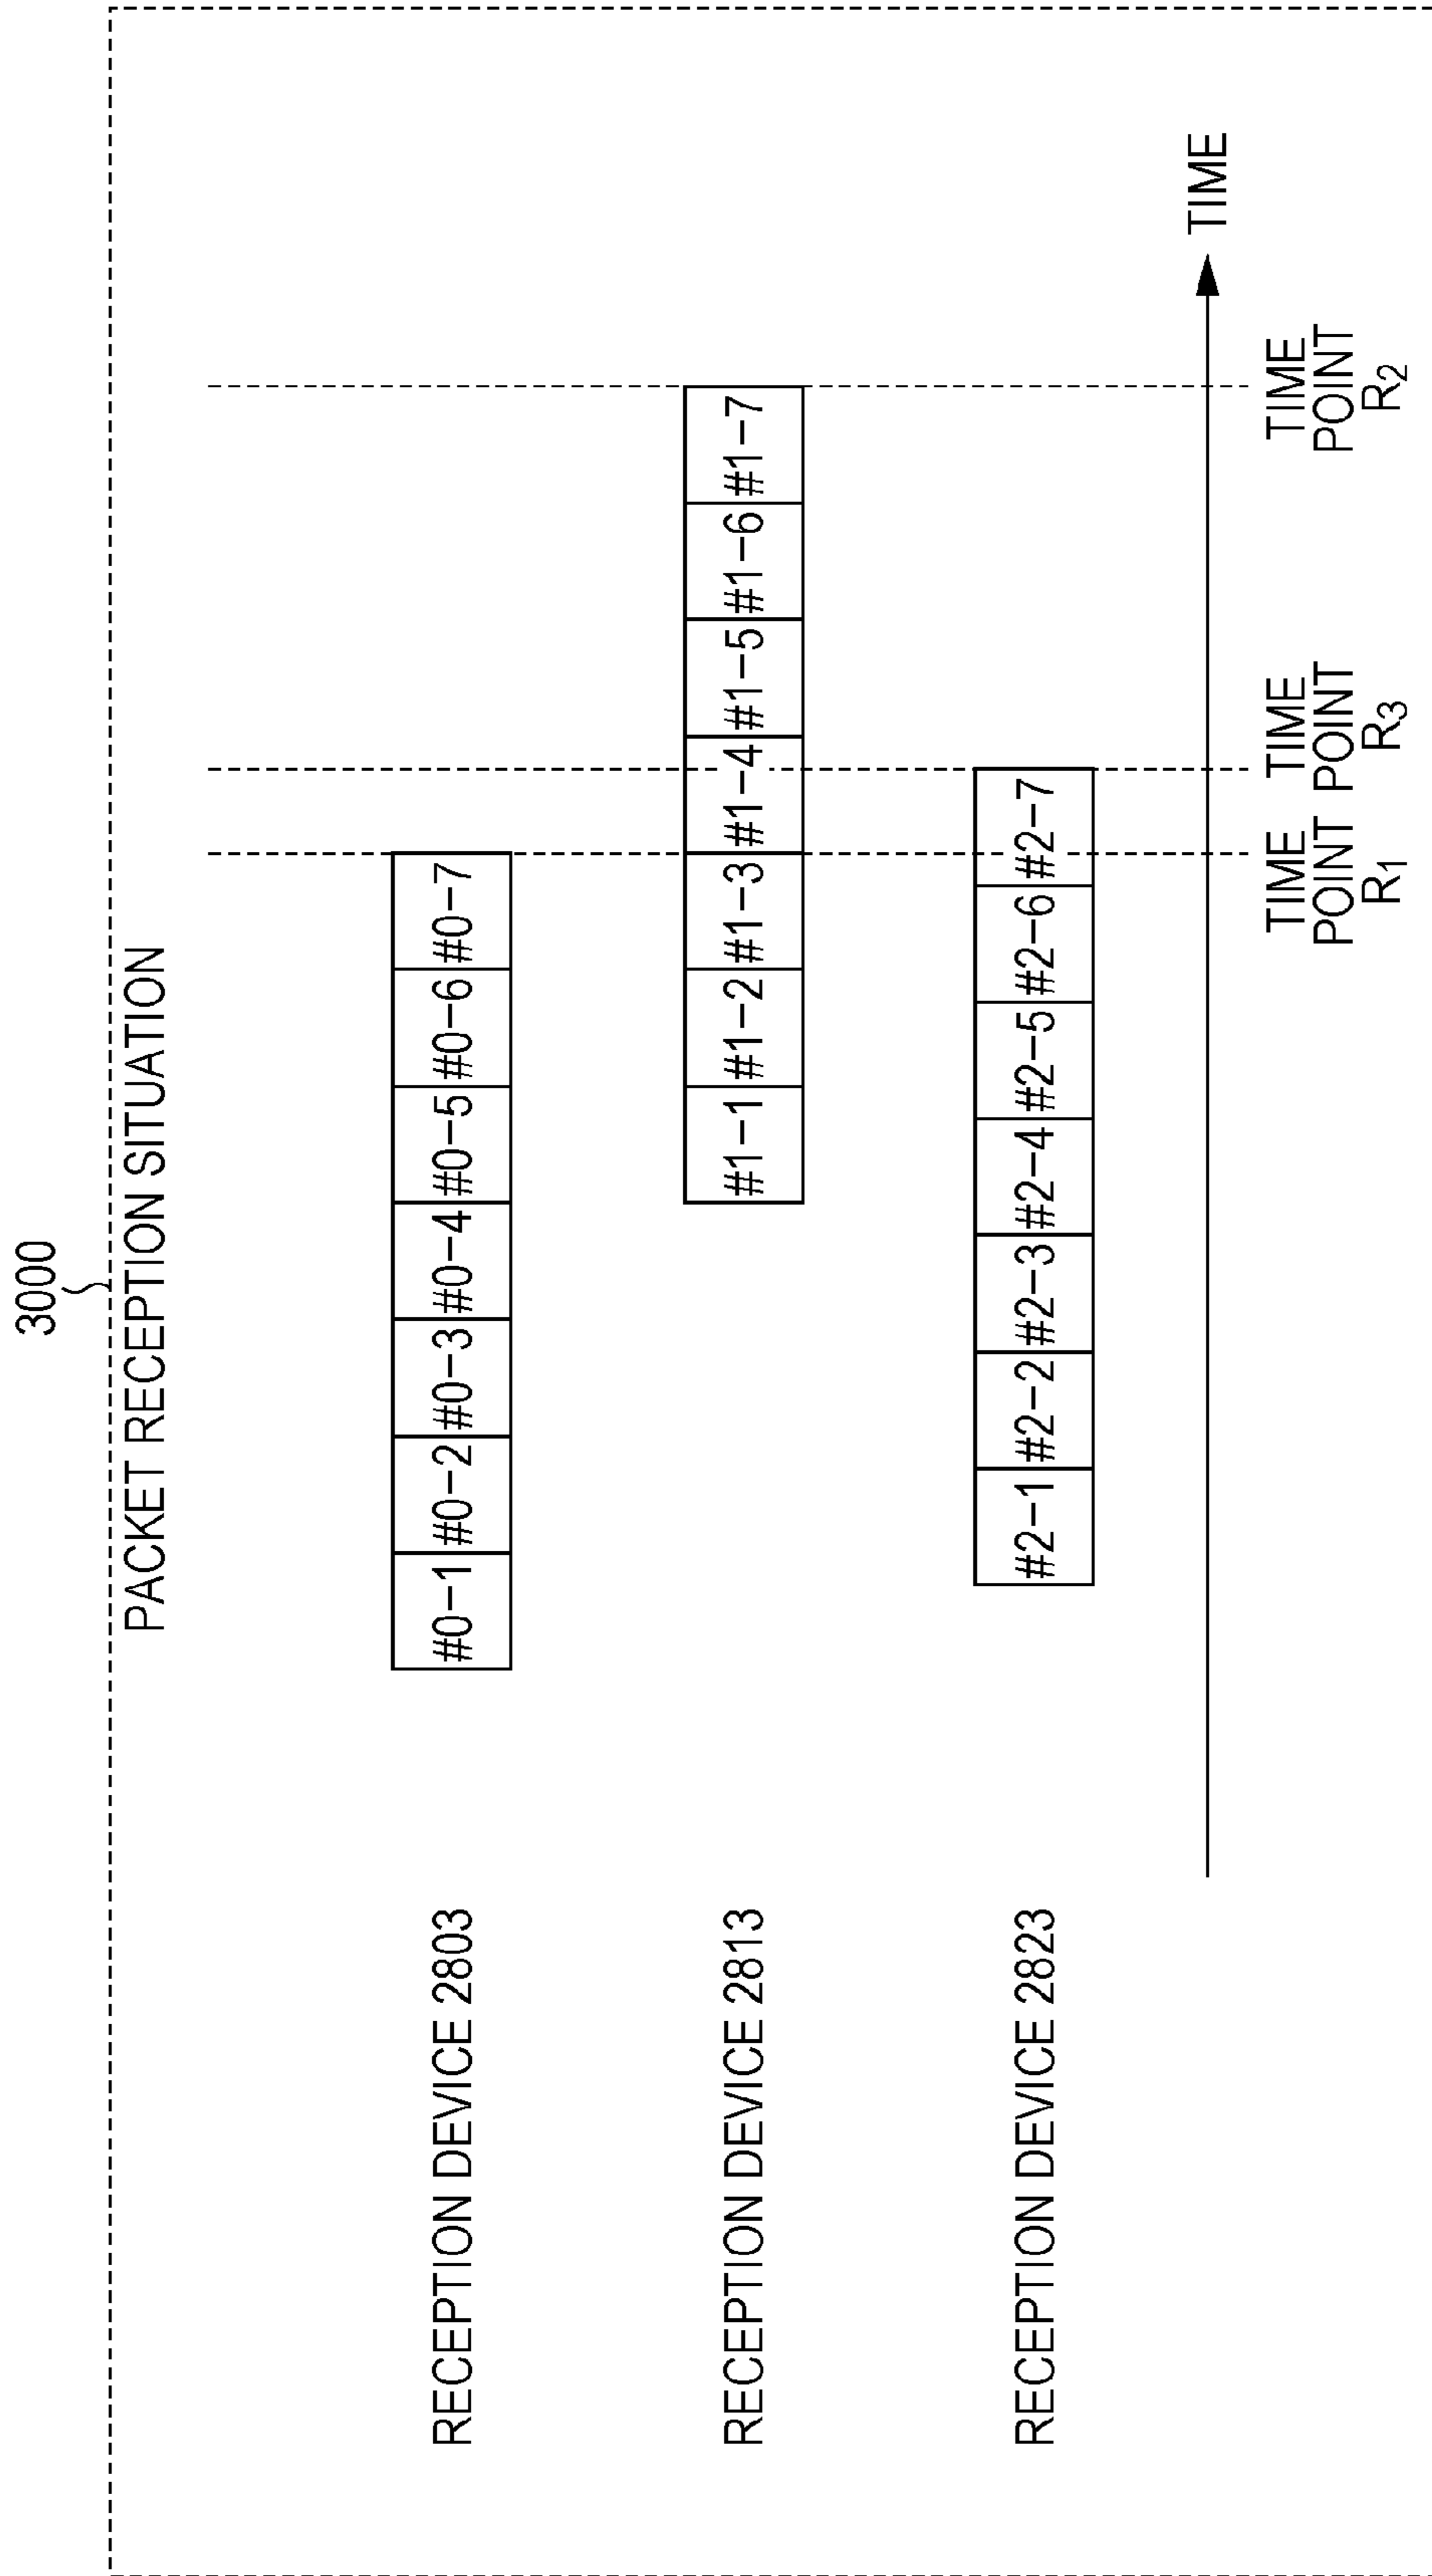 3000
PACKET RECEPTION SITUATION
RECEPTION DEVICE 2803
#0-1 #0-2 #0-3 #0-4 #0-5 #0-6 #0-7
RECEPTION DEVICE 2813
#1-1 #1-2 #1-3 #1-4 #1-5 #1-6 #1-7
RECEPTION DEVICE 2823
#2-1 #2-2 #2-3 #2-4 #2-5 #2-6 #2-7
TIME
TIME
POINT
R1
TIME
POINT
R3
TIME
POINT
R2